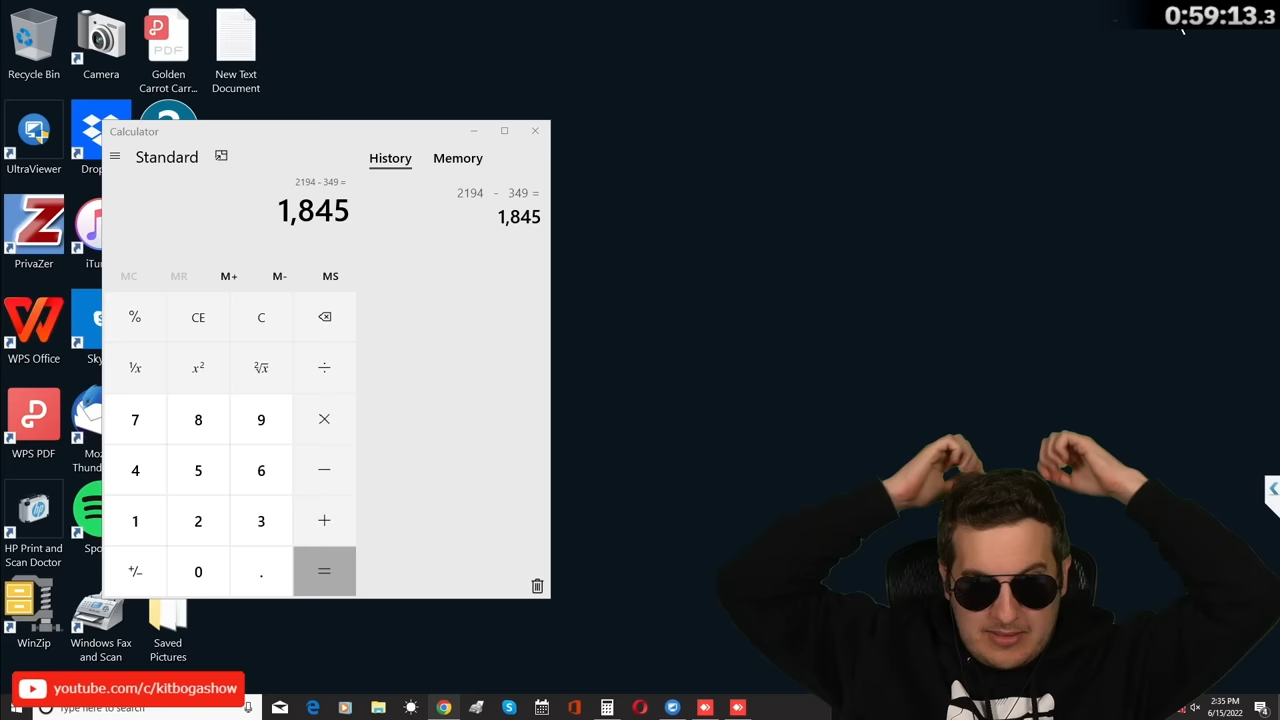 0:59:13.3
Recycle Bin
Camera
PDF
Golden
Carrot Carr...
New Text
Document
UltraViewer
PrivaZer
WPS Office
WPS PDF
HP Print and
Scan Doctor
WinZip
Windows Fax
and Scan
Saved
Pictures
Calculator
Standard
2194 - 349 =
1,845
History
Memory
2194 - 349 =
1,845
MC MR M+ M- MS
% CE C
1/x x² ²√x ÷
7 8 9 ×
4 5 6 −
1 2 3 +
+/− 0 . =
youtube.com/c/kitbogashow
Type here to search
2:35 PM
6/15/2022
4